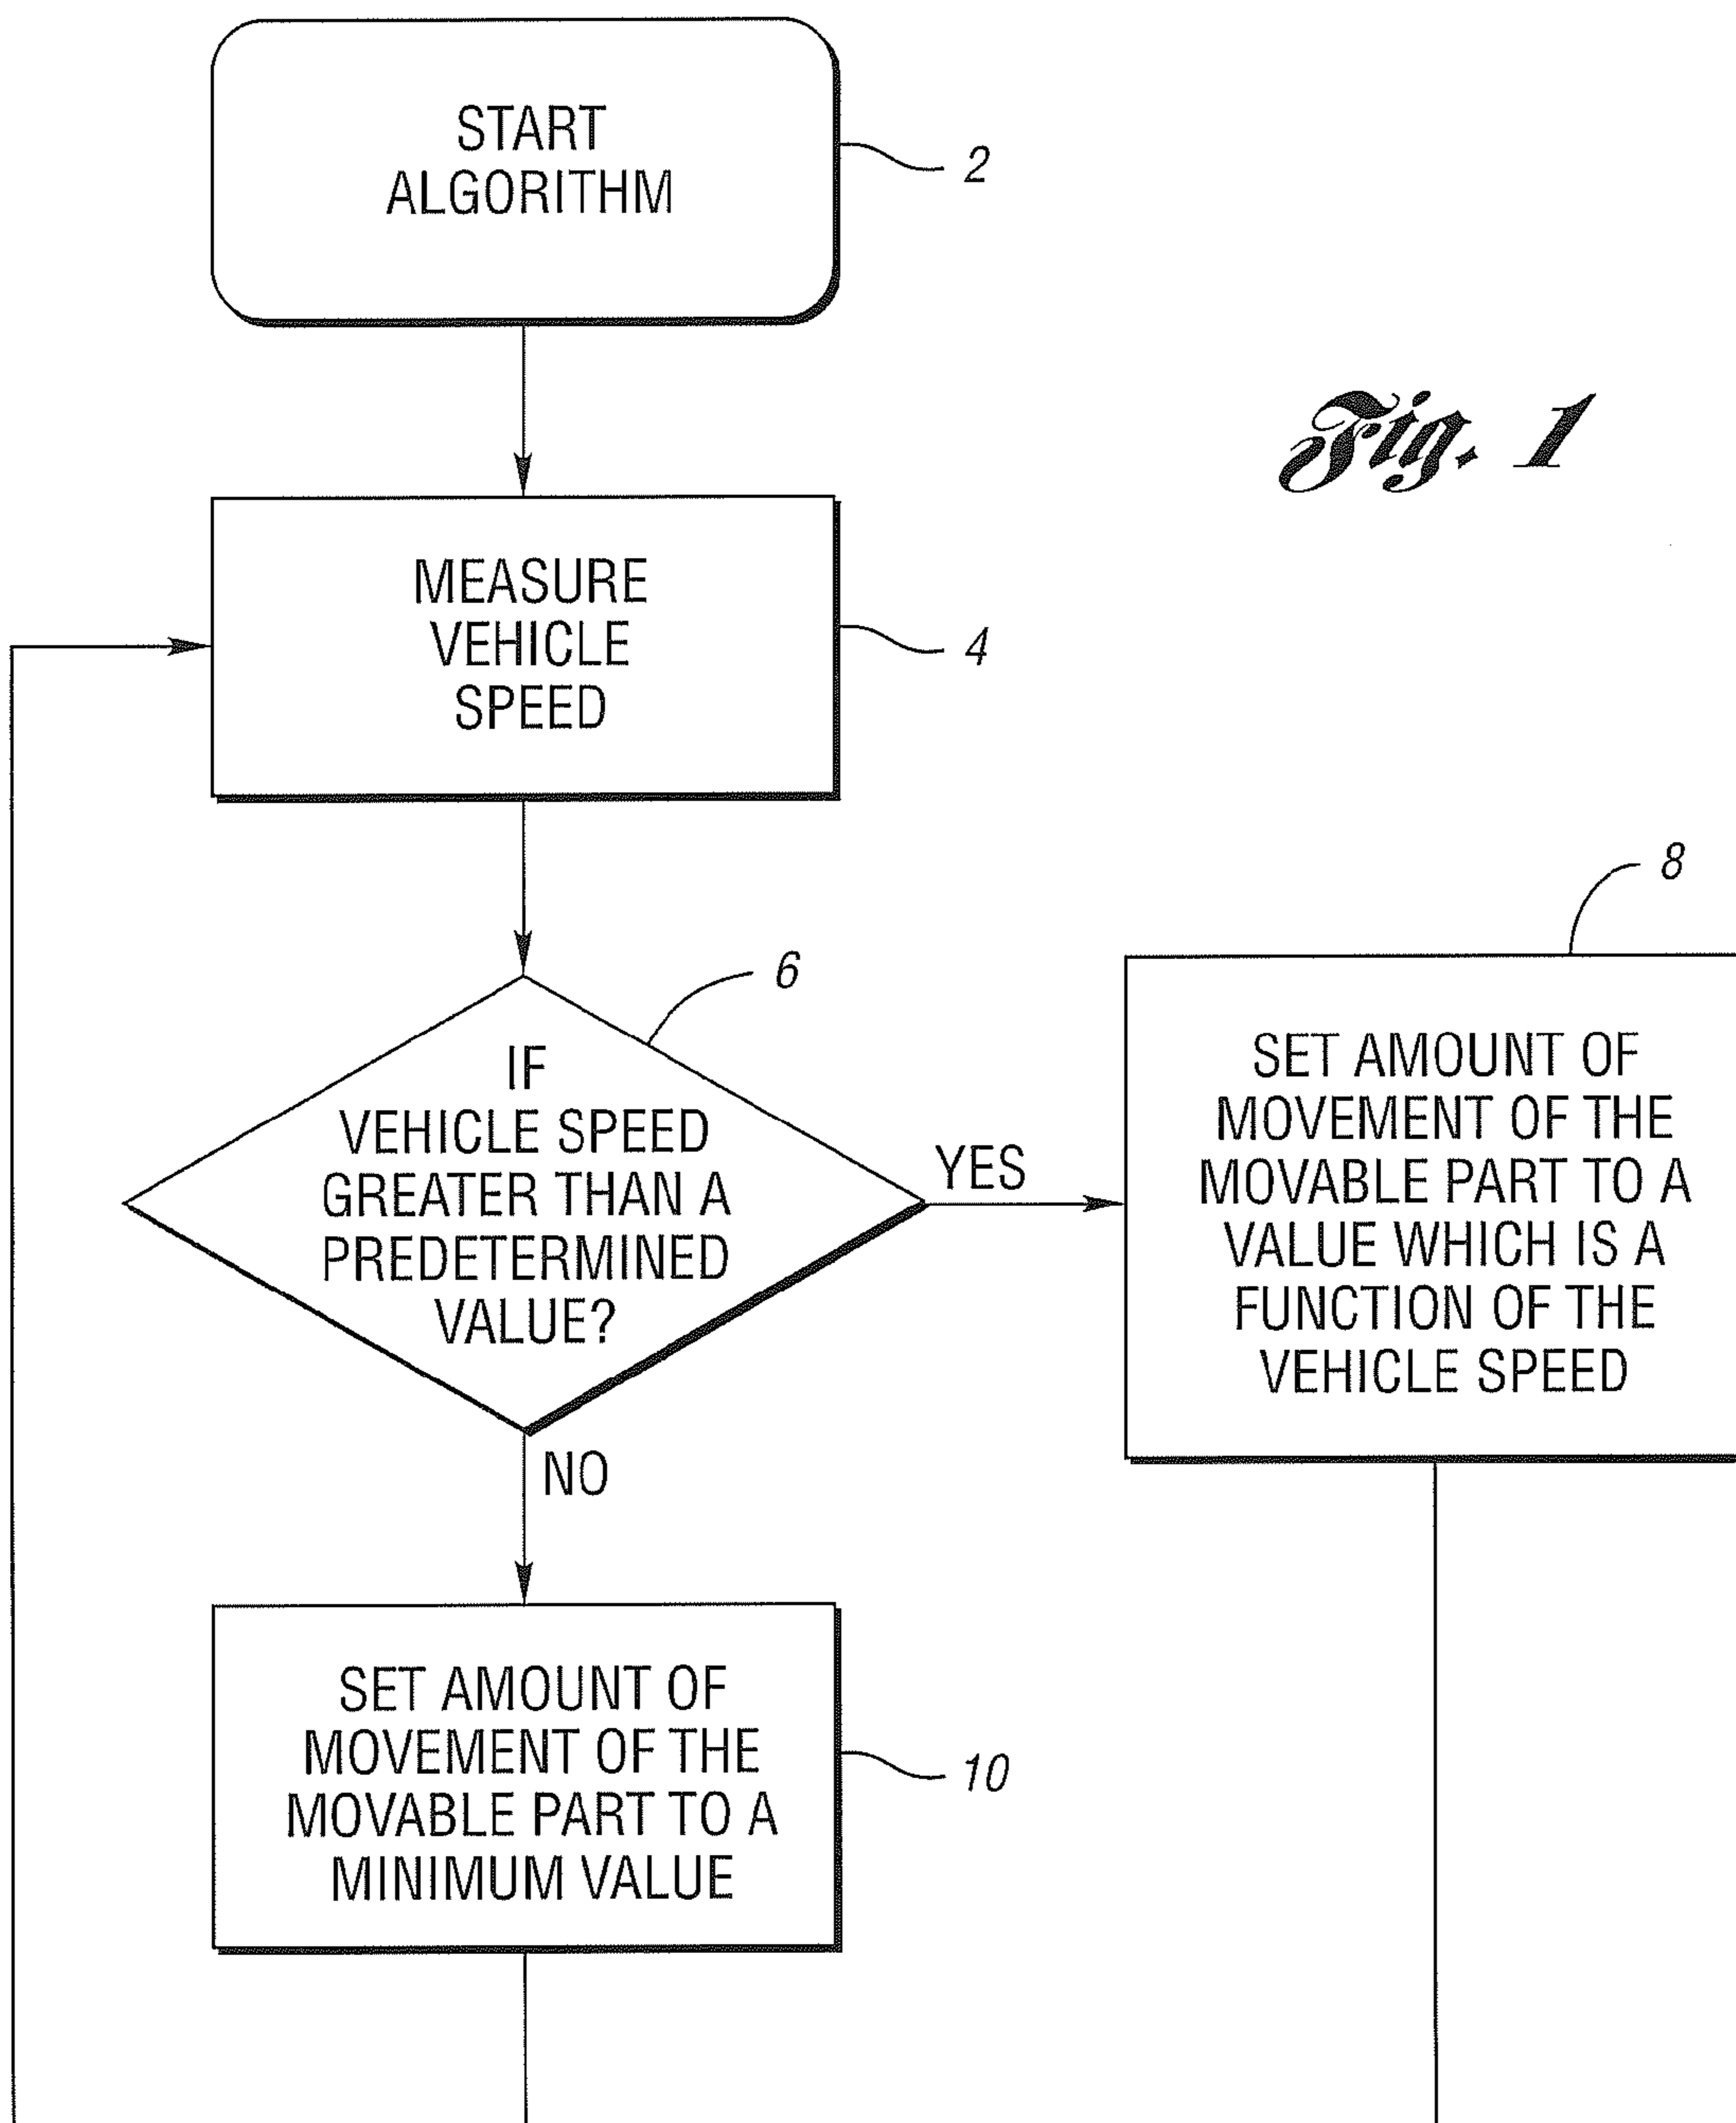 START
ALGORITHM
2
Fig. 1
MEASURE
VEHICLE
SPEED
4
6
IF
VEHICLE SPEED
GREATER THAN A
PREDETERMINED
VALUE?
YES
8
SET AMOUNT OF
MOVEMENT OF THE
MOVABLE PART TO A
VALUE WHICH IS A
FUNCTION OF THE
VEHICLE SPEED
NO
SET AMOUNT OF
MOVEMENT OF THE
MOVABLE PART TO A
MINIMUM VALUE
10